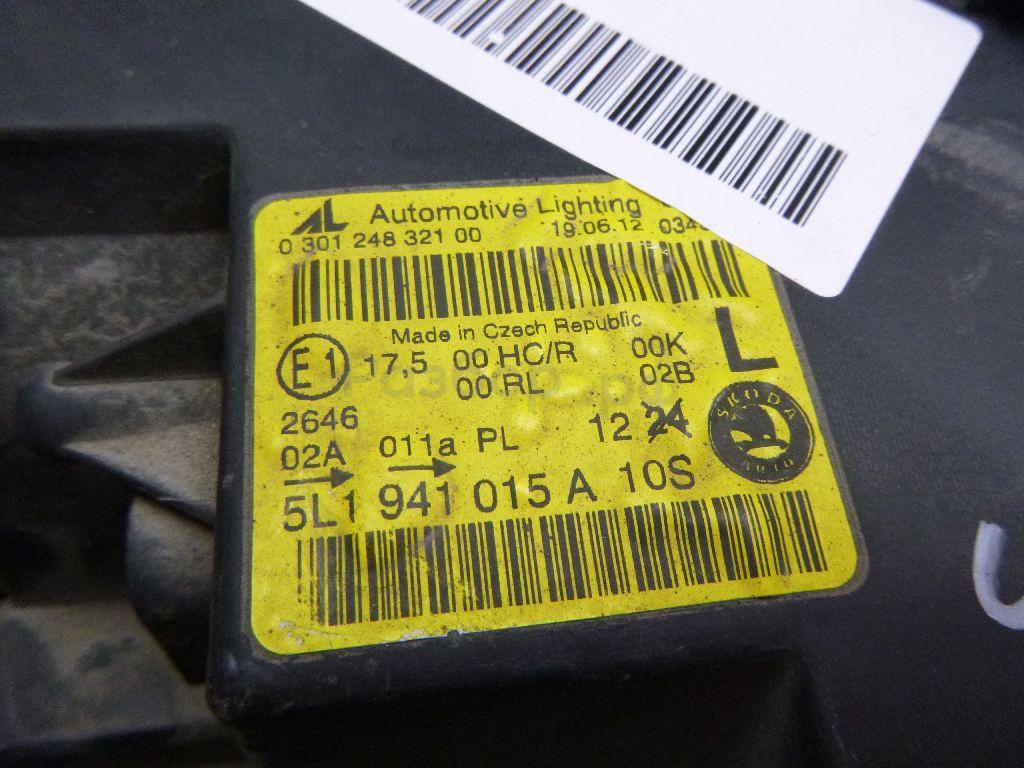 AL Automotive Lighting
0 301 248 321 00 19.06.12
Made in Czech Republic
E1 17,5 00 HC/R 00K L
00 RL 02B
2646
02A 011a PL 12 24
5L1 941 015 A 10S
ŠKODA
AUTO